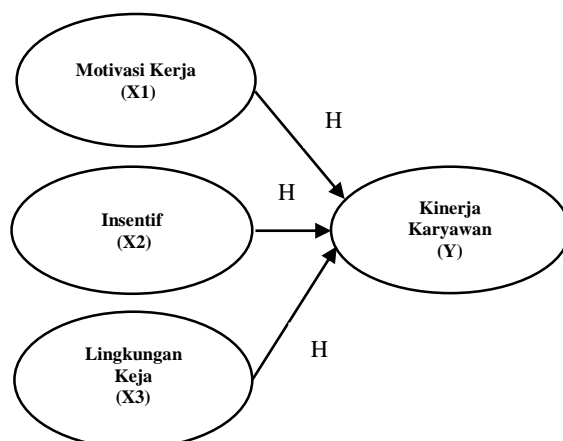 Motivasi Kerja
(X1)
H
H
Insentif
(X2)
Kinerja
Karyawan
(Y)
H
Lingkungan
Keja
(X3)